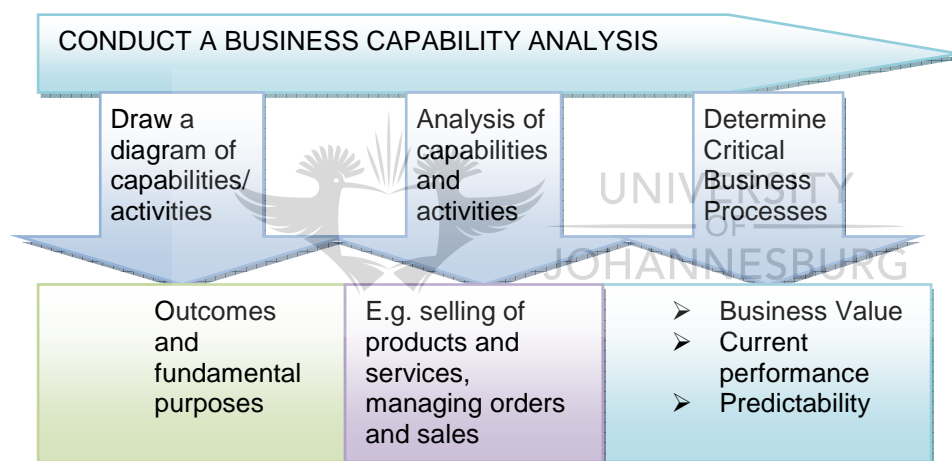 CONDUCT A BUSINESS CAPABILITY ANALYSIS
Draw a
diagram of
capabilities/
activities
Analysis of
capabilities
and
activities
Determine
Critical
Business
Processes
UNIVERSITY
OF
JOHANNESBURG
Outcomes
and
fundamental
purposes
E.g. selling of
products and
services,
managing orders
and sales
➢ Business Value
➢ Current
performance
➢ Predictability